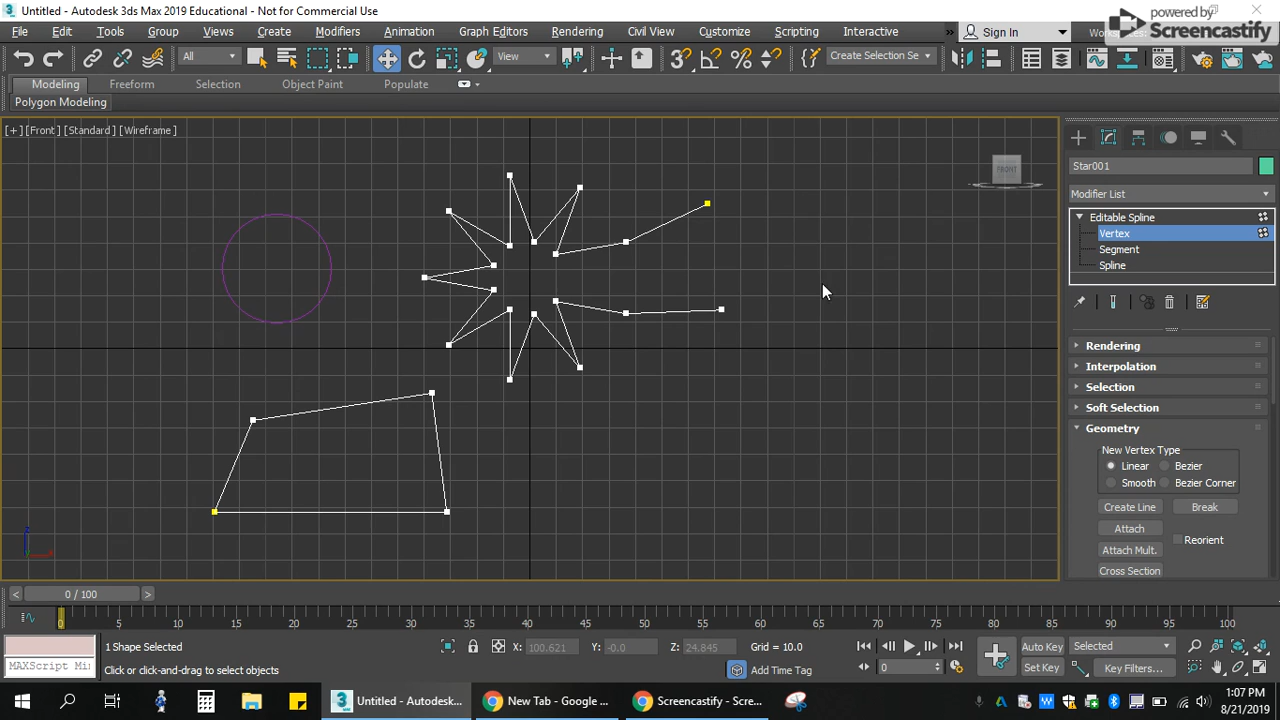 Untitled - Autodesk 3ds Max 2019 Educational - Not for Commercial Use
powered by
Screencastify
File Edit Tools Group Views Create Modifiers Animation Graph Editors Rendering Civil View Customize Scripting Interactive
Sign In
Workspaces:
All
View
Create Selection Se
Modeling Freeform Selection Object Paint Populate
Polygon Modeling
[+] [Front] [Standard] [Wireframe]
FRONT
Star001
Modifier List
Editable Spline
Vertex
Segment
Spline
Rendering
Interpolation
Selection
Soft Selection
Geometry
New Vertex Type
Linear Bezier
Smooth Bezier Corner
Create Line Break
Attach Reorient
Attach Mult.
Cross Section
< 0 / 100 >
0 5 10 15 20 25 30 35 40 45 50 55 60 65 70 75 80 85 90 95 100
MAXScript Mi
1 Shape Selected
Click or click-and-drag to select objects
X: 100.621 Y: -0.0 Z: 24.845 Grid = 10.0
Add Time Tag
0
Auto Key Selected
Set Key Key Filters...
Untitled - Autodesk... New Tab - Google ... Screencastify - Scre...
1:07 PM
8/21/2019